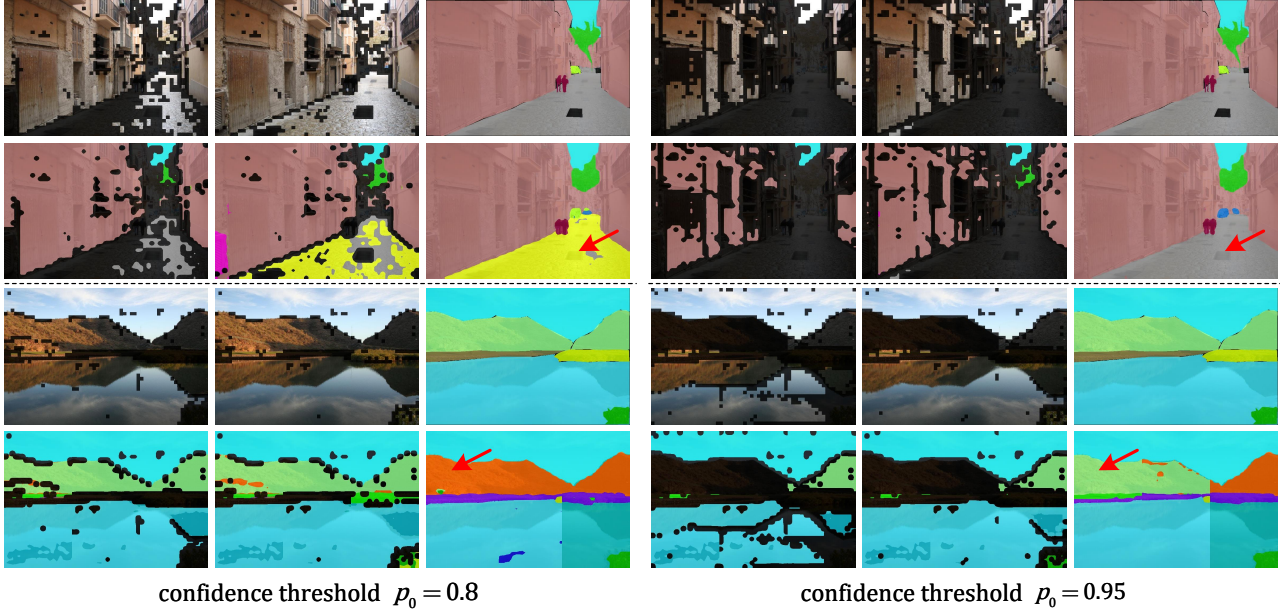 confidence threshold p₀ = 0.8
confidence threshold p₀ = 0.95